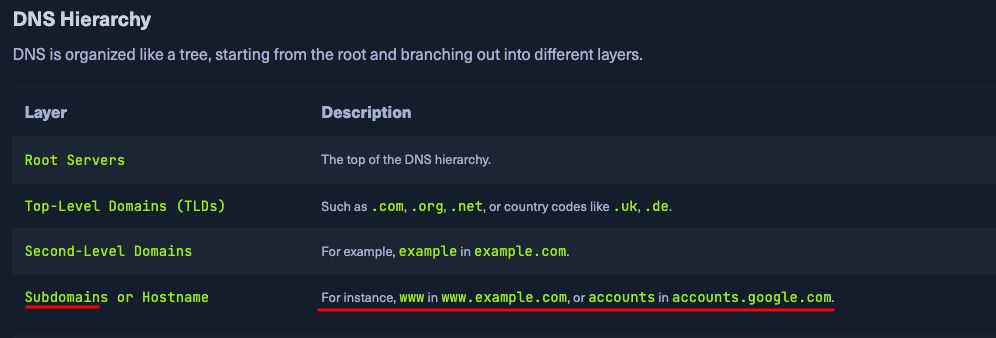 DNS Hierarchy
DNS is organized like a tree, starting from the root and branching out into different layers.
Layer Description
Root Servers The top of the DNS hierarchy.
Top-Level Domains (TLDs) Such as .com, .org, .net, or country codes like .uk, .de.
Second-Level Domains For example, example in example.com.
Subdomains or Hostname For instance, www in www.example.com, or accounts in accounts.google.com.